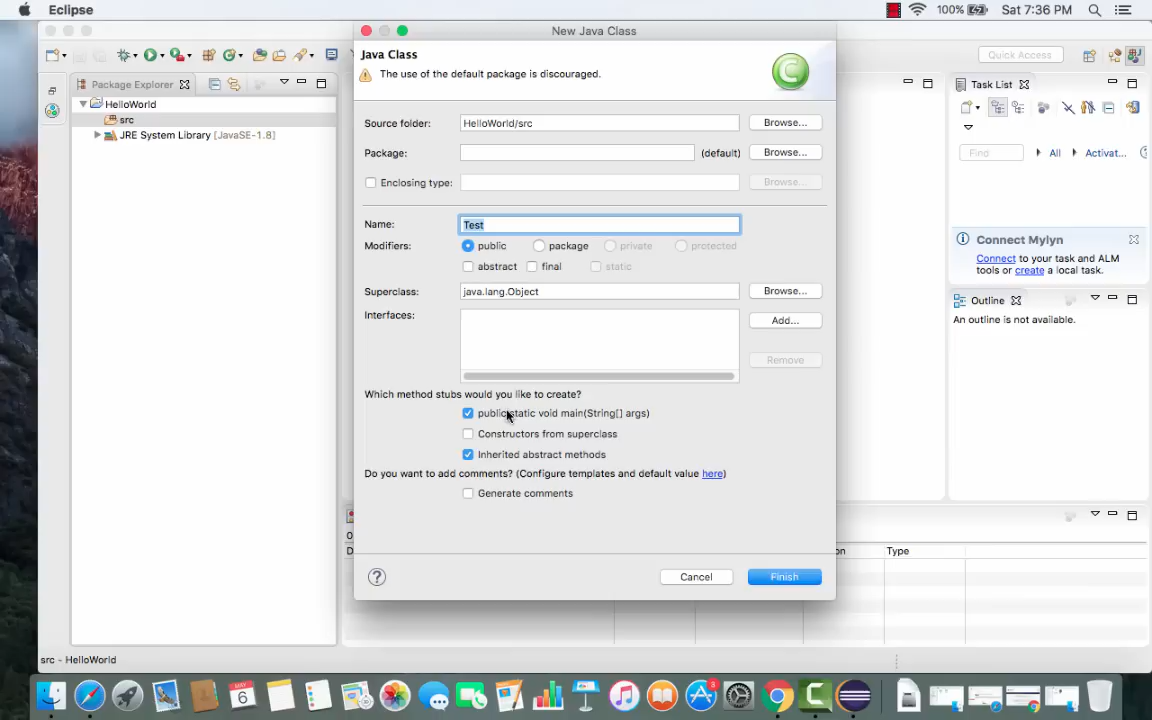 Eclipse
100%
Sat 7:36 PM
New Java Class
Java Class
The use of the default package is discouraged.
Quick Access
Package Explorer
HelloWorld
src
JRE System Library [JavaSE-1.8]
Source folder:
HelloWorld/src
Browse...
Package:
(default)
Browse...
Enclosing type:
Browse...
Name:
Test
Modifiers:
public
package
private
protected
abstract
final
static
Superclass:
java.lang.Object
Browse...
Interfaces:
Add...
Remove
Which method stubs would you like to create?
public static void main(String[] args)
Constructors from superclass
Inherited abstract methods
Do you want to add comments? (Configure templates and default value here)
Generate comments
Cancel
Finish
Task List
Find
All
Activat...
Connect Mylyn
Connect to your task and ALM
tools or create a local task.
Outline
An outline is not available.
Type
src - HelloWorld